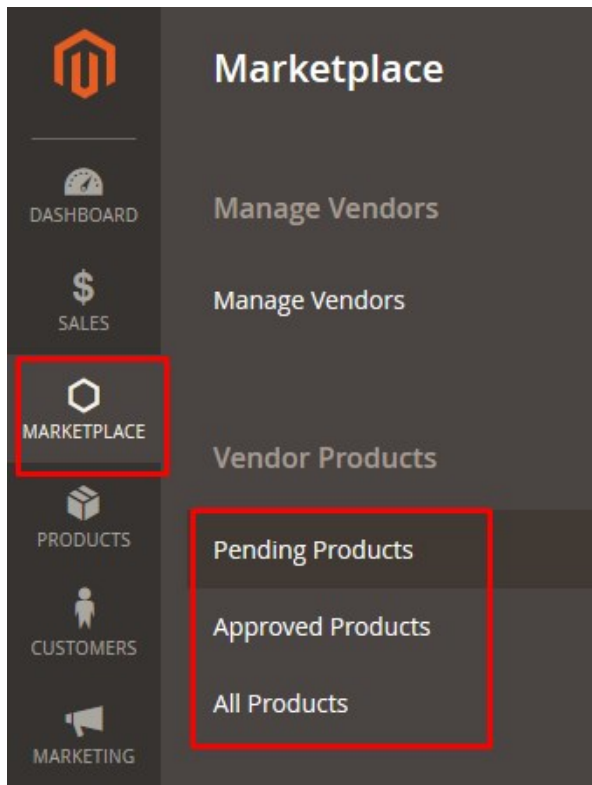 DASHBOARD
SALES
MARKETPLACE
PRODUCTS
CUSTOMERS
MARKETING
Marketplace
Manage Vendors
Manage Vendors
Vendor Products
Pending Products
Approved Products
All Products